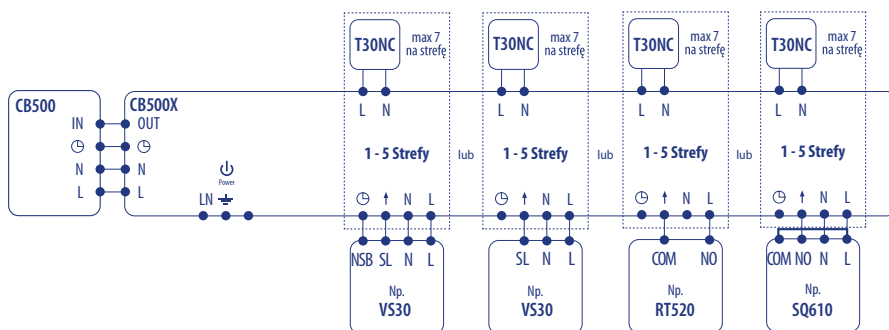 T30NC max 7 na strefę T30NC max 7 na strefę T30NC max 7 na strefę T30NC max 7 na strefę
CB500 CB500X
L N L N L N L N
IN OUT
1 - 5 Strefy lub 1 - 5 Strefy lub 1 - 5 Strefy lub 1 - 5 Strefy
N N
L L
Power
LN
N L N L N L N L
NSB SL N L SL N L COM NO COM NO N L
Np. Np. Np. Np.
VS30 VS30 RT520 SQ610